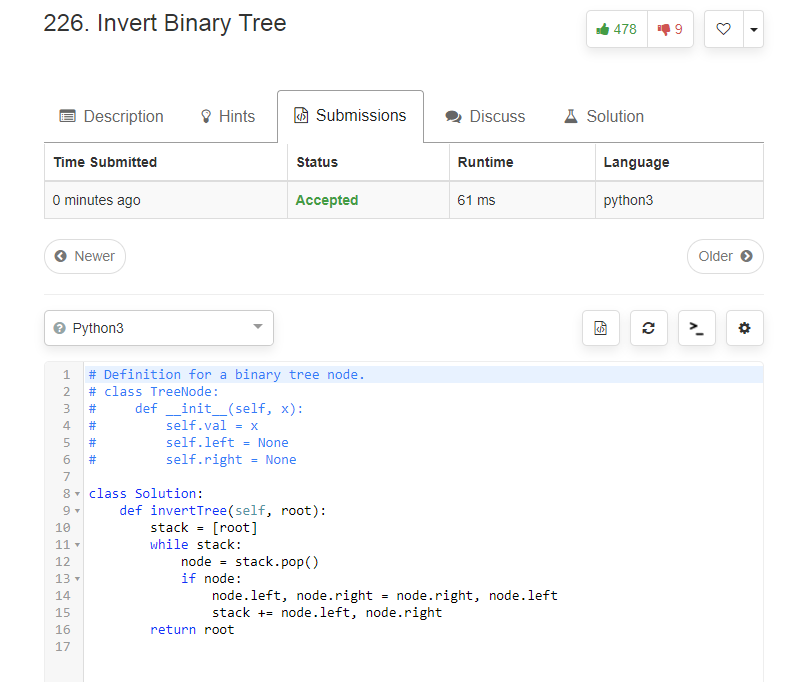 226. Invert Binary Tree
478
9
Description
Hints
Submissions
Discuss
Solution
Time Submitted Status Runtime Language
0 minutes ago Accepted 61 ms python3
Newer
Older
Python3
1 # Definition for a binary tree node.
2 # class TreeNode:
3 #     def __init__(self, x):
4 #         self.val = x
5 #         self.left = None
6 #         self.right = None
7
8 class Solution:
9     def invertTree(self, root):
10         stack = [root]
11         while stack:
12             node = stack.pop()
13             if node:
14                 node.left, node.right = node.right, node.left
15                 stack += node.left, node.right
16         return root
17